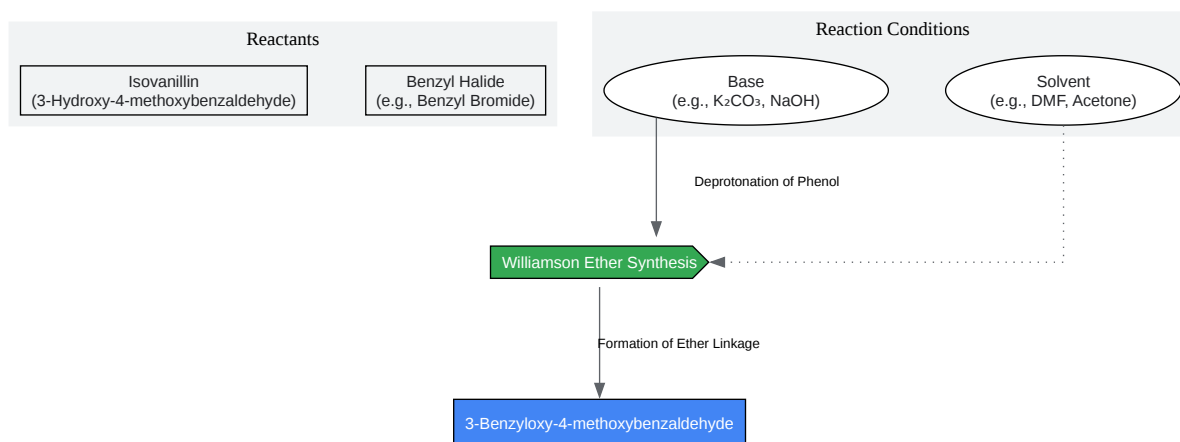 Reactants
Isovanillin
(3-Hydroxy-4-methoxybenzaldehyde)
Benzyl Halide
(e.g., Benzyl Bromide)
Reaction Conditions
Base
(e.g., K₂CO₃, NaOH)
Solvent
(e.g., DMF, Acetone)
Deprotonation of Phenol
Williamson Ether Synthesis
Formation of Ether Linkage
3-Benzyloxy-4-methoxybenzaldehyde